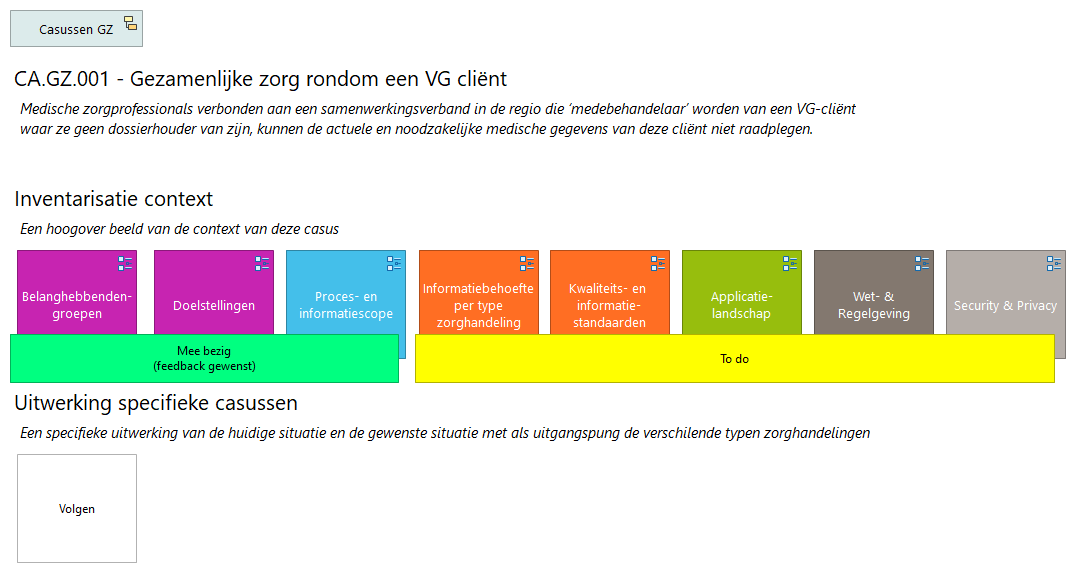 Casussen GZ
CA.GZ.001 - Gezamenlijke zorg rondom een VG cliënt
Medische zorgprofessionals verbonden aan een samenwerkingsverband in de regio die ‘medebehandelaar’ worden van een VG-cliënt
waar ze geen dossierhouder van zijn, kunnen de actuele en noodzakelijke medische gegevens van deze cliënt niet raadplegen.
Inventarisatie context
Een hoogover beeld van de context van deze casus
Belanghebbenden-
groepen
Doelstellingen
Proces- en
informatiescope
Informatiebehoefte
per type
zorghandeling
Kwaliteits- en
informatie-
standaarden
Applicatie-
landschap
Wet- &
Regelgeving
Security & Privacy
Mee bezig
(feedback gewenst)
To do
Uitwerking specifieke casussen
Een specifieke uitwerking van de huidige situatie en de gewenste situatie met als uitgangspung de verschilende typen zorghandelingen
Volgen